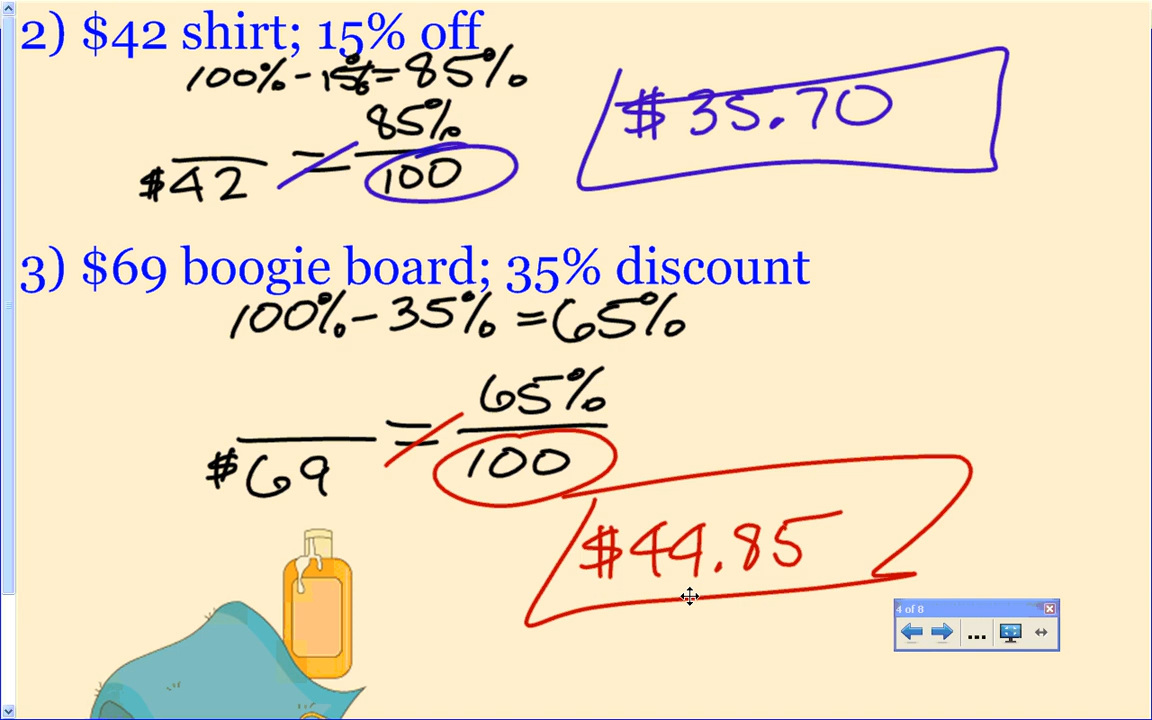 2) $42 shirt; 15% off
100% - 15% = 85%
85%
$42 = 100
$35.70
3) $69 boogie board; 35% discount
100% - 35% = 65%
65%
$69 = 100
$44.85
4 of 8
...